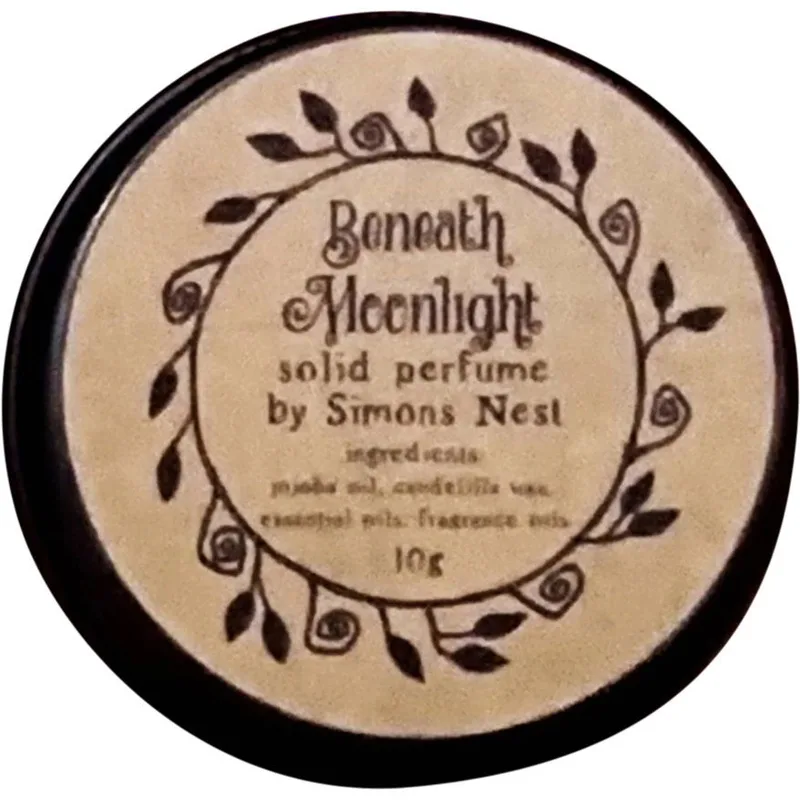 Beneath
Moonlight
solid perfume
by Simons Nest
ingredients
jojoba oil, candelilla wax,
essential oils, fragrance oils
10g